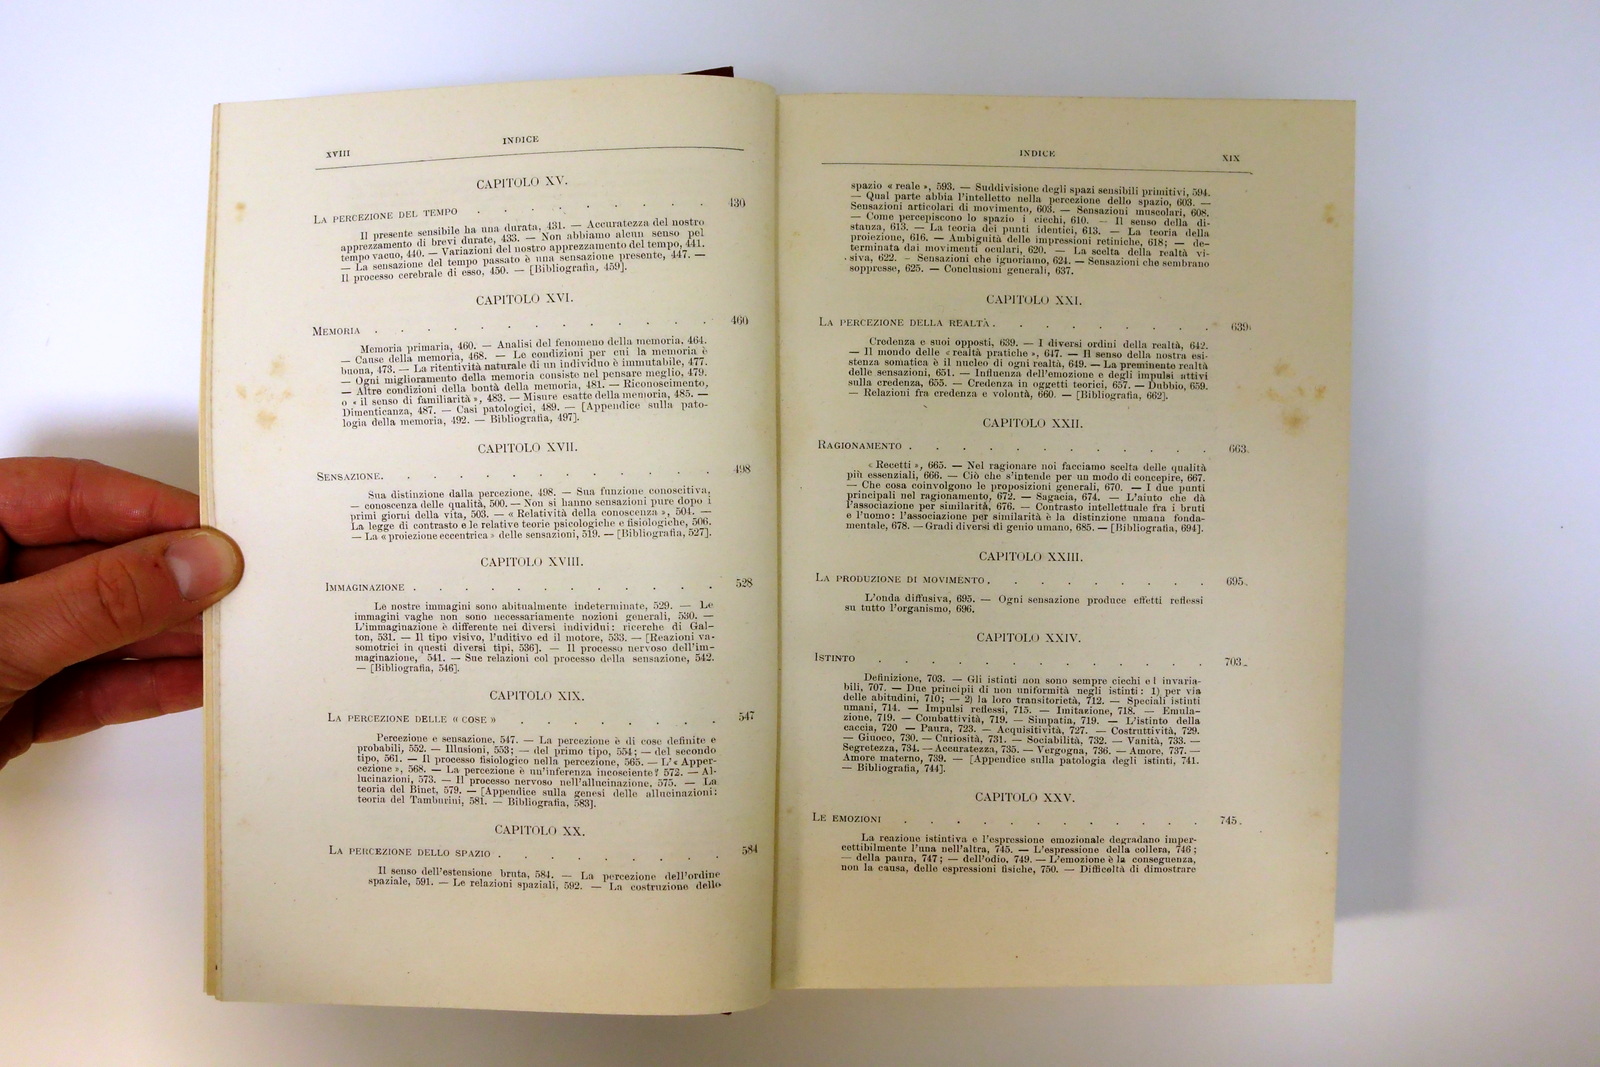 XVIII
INDICE
CAPITOLO XV.
LA PERCEZIONE DEL TEMPO . . . . . . . . . 430
Il presente sensibile ha una durata, 431. — Accuratezza del nostro
apprezzamento di brevi durate, 433. — Non abbiamo alcun senso pel
tempo vacuo, 440. — Variazioni del nostro apprezzamento del tempo, 441.
— La sensazione del tempo passato è una sensazione presente, 447. —
Il processo cerebrale di esso, 450. — [Bibliografia, 459].
CAPITOLO XVI.
MEMORIA . . . . . . . . . . . . . 460
Memoria primaria, 460. — Analisi del fenomeno della memoria, 464.
— Cause della memoria, 468. — Le condizioni per cui la memoria è
buona, 473. — La ritentività naturale di un individuo è immutabile, 477.
— Ogni miglioramento della memoria consiste nel pensare meglio, 479.
— Altre condizioni della bontà della memoria, 481. — Riconoscimento,
o « il senso di familiarità », 483. — Misure esatte della memoria, 485. —
Dimenticanza, 487. — Casi patologici, 489. — [Appendice sulla pato-
logia della memoria, 492. — Bibliografia, 497].
CAPITOLO XVII.
SENSAZIONE. . . . . . . . . . . . . 498
Sua distinzione dalla percezione, 498. — Sua funzione conoscitiva,
— conoscenza delle qualità, 500. — Non si hanno sensazioni pure dopo i
primi giorni della vita, 503. — « Relatività della conoscenza », 504. —
La legge di contrasto e le relative teorie psicologiche e fisiologiche, 506.
— La « proiezione eccentrica » delle sensazioni, 519. — [Bibliografia, 527].
CAPITOLO XVIII.
IMMAGINAZIONE . . . . . . . . . . . . 528
Le nostre immagini sono abitualmente indeterminate, 529. — Le
immagini vaghe non sono necessariamente nozioni generali, 530. —
L'immaginazione è differente nei diversi individui: ricerche di Gal-
ton, 531. — Il tipo visivo, l'uditivo ed il motore, 533. — [Reazioni va-
somotrici in questi diversi tipi, 536]. — Il processo nervoso dell'im-
maginazione, 541. — Sue relazioni col processo della sensazione, 542.
— [Bibliografia, 546].
CAPITOLO XIX.
LA PERCEZIONE DELLE « COSE » . . . . . . . . 547
Percezione e sensazione, 547. — La percezione è di cose definite e
probabili, 552. — Illusioni, 553; — del primo tipo, 554; — del secondo
tipo, 561. — Il processo fisiologico nella percezione, 565. — L'« Apper-
cezione », 568. — La percezione è un'inferenza incosciente? 572. — Al-
lucinazioni, 573. — Il processo nervoso nell'allucinazione, 575. — La
teoria del Binet, 579. — [Appendice sulla genesi delle allucinazioni:
teoria del Tamburini, 581. — Bibliografia, 583].
CAPITOLO XX.
LA PERCEZIONE DELLO SPAZIO . . . . . . . . . 584
Il senso dell'estensione bruta, 584. — La percezione dell'ordine
spaziale, 591. — Le relazioni spaziali, 592. — La costruzione dello
INDICE
XIX
spazio « reale », 593. — Suddivisione degli spazi sensibili primitivi, 594.
— Qual parte abbia l'intelletto nella percezione dello spazio, 603. —
Sensazioni articolari di movimento, 603. — Sensazioni muscolari, 608.
— Come percepiscono lo spazio i ciechi, 610. — Il senso della di-
stanza, 613. — La teoria dei punti identici, 613. — La teoria della
proiezione, 616. — Ambiguità delle impressioni retiniche, 618; — de-
terminata dai movimenti oculari, 620. — La scelta della realtà vi-
siva, 622. — Sensazioni che ignoriamo, 624. — Sensazioni che sembrano
soppresse, 625. — Conclusioni generali, 637.
CAPITOLO XXI.
LA PERCEZIONE DELLA REALTÀ . . . . . . . . . 639
Credenza e suoi opposti, 639. — I diversi ordini della realtà, 642.
— Il mondo delle « realtà pratiche », 647. — Il senso della nostra esi-
stenza somatica è il nucleo di ogni realtà, 649. — La preminente realtà
delle sensazioni, 651. — Influenza dell'emozione e degli impulsi attivi
sulla credenza, 655. — Credenza in oggetti teorici, 657. — Dubbio, 659.
— Relazioni fra credenza e volontà, 660. — [Bibliografia, 662].
CAPITOLO XXII.
RAGIONAMENTO . . . . . . . . . . . . 663
« Recetti », 665. — Nel ragionare noi facciamo scelta delle qualità
più essenziali, 666. — Ciò che s'intende per un modo di concepire, 667.
— Che cosa coinvolgono le proposizioni generali, 670. — I due punti
principali nel ragionamento, 672. — Sagacia, 674. — L'aiuto che dà
l'associazione per similarità, 676. — Contrasto intellettuale fra i bruti
e l'uomo: l'associazione per similarità è la distinzione umana fonda-
mentale, 678. — Gradi diversi di genio umano, 685. — [Bibliografia, 694].
CAPITOLO XXIII.
LA PRODUZIONE DI MOVIMENTO . . . . . . . . . 695
L'onda diffusiva, 695. — Ogni sensazione produce effetti reflessi
su tutto l'organismo, 696.
CAPITOLO XXIV.
ISTINTO . . . . . . . . . . . . . 703
Definizione, 703. — Gli istinti non sono sempre ciechi e l invaria-
bili, 707. — Due principii di non uniformità negli istinti: 1) per via
delle abitudini, 710; — 2) la loro transitorietà, 712. — Speciali istinti
umani, 714. — Impulsi reflessi, 715. — Imitazione, 718. — Emula-
zione, 719. — Combattività, 719. — Simpatia, 719. — L'istinto della
caccia, 720 — Paura, 723. — Acquisitività, 727. — Costruttività, 729.
— Ginoco, 730. — Curiosità, 731. — Sociabilità, 732. — Vanità, 733. —
Segretezza, 734. — Accuratezza, 735. — Vergogna, 736. — Amore, 737. —
Amore materno, 739. — [Appendice sulla patologia degli istinti, 741.
— Bibliografia, 744].
CAPITOLO XXV.
LE EMOZIONI . . . . . . . . . . . . 745
La reazione istintiva e l'espressione emozionale degradano imper-
cettibilmente l'una nell'altra, 745. — L'espressione della collera, 746;
— della paura, 747; — dell'odio, 749. — L'emozione è la conseguenza,
non la causa, delle espressioni fisiche, 750. — Difficoltà di dimostrare